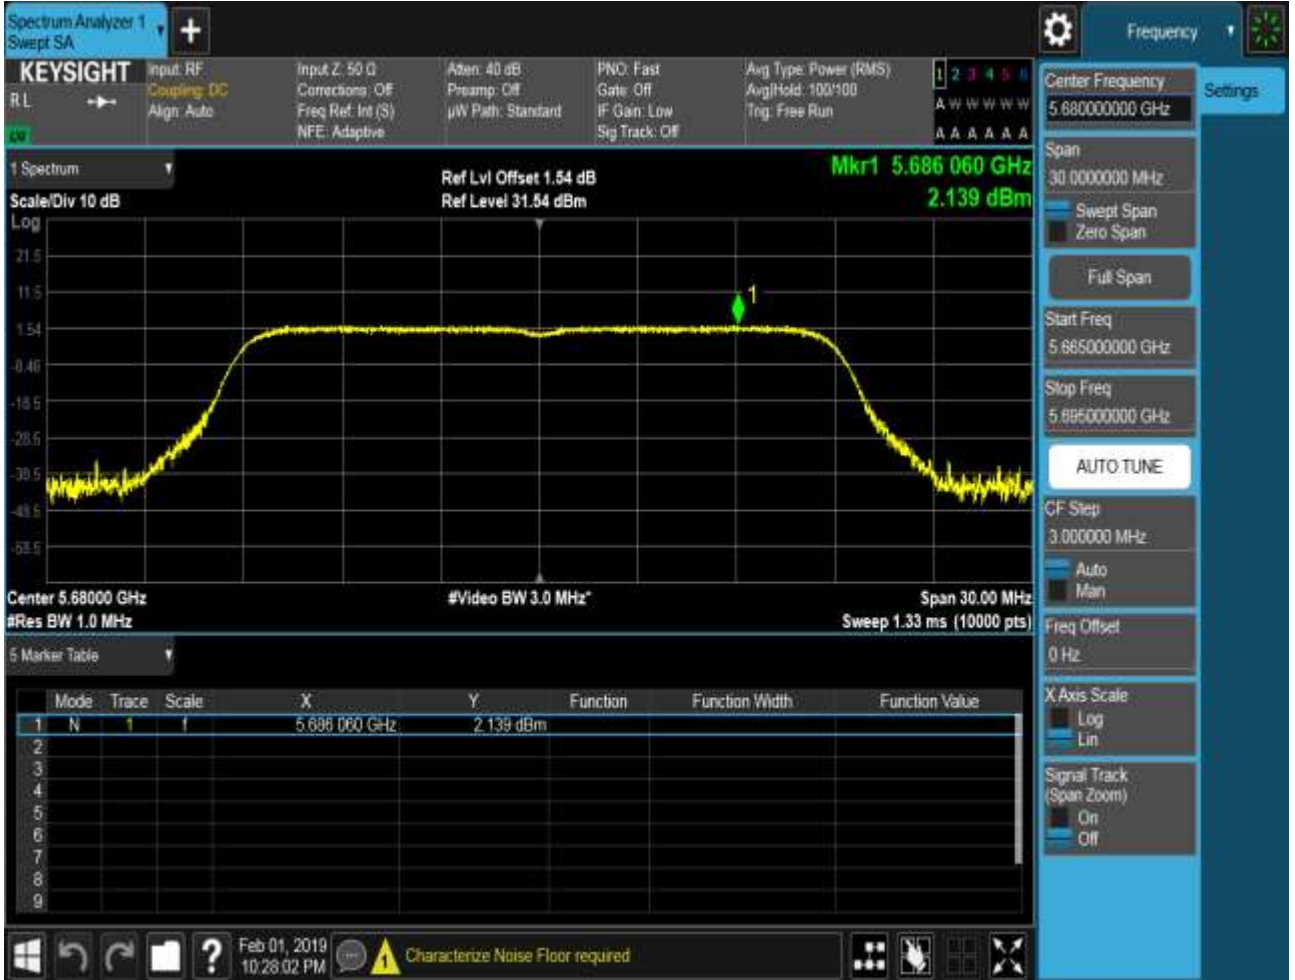 Spectrum Analyzer 1
Swept SA
Frequency
KEYSIGHT
RL
Input: RF
Coupling: DC
Align: Auto
Input Z: 50 Ω
Corrections: Off
Freq Ref: Int (S)
NFE: Adaptive
Atten: 40 dB
Preamp: Off
µW Path: Standard
PNO: Fast
Gate: Off
IF Gain: Low
Sig Track: Off
Avg Type: Power (RMS)
Avg|Hold: 100/100
Trig: Free Run
1 2 3 4 5 6
A W W W W W
A A A A A A
1 Spectrum
Scale/Div 10 dB
Log
Ref Lvl Offset 1.54 dB
Ref Level 31.54 dBm
Mkr1 5.686 060 GHz
2.139 dBm
21.5
11.5
1.54
-8.46
-18.5
-28.5
-38.5
-48.5
-58.5
1
Center 5.68000 GHz
#Res BW 1.0 MHz
#Video BW 3.0 MHz*
Span 30.00 MHz
Sweep 1.33 ms (10000 pts)
5 Marker Table
Mode Trace Scale X Y Function Function Width Function Value
1 N 1 f 5.686 060 GHz 2.139 dBm
2
3
4
5
6
7
8
9
Feb 01, 2019
10:28:02 PM
1
Characterize Noise Floor required
Settings
Center Frequency
5.680000000 GHz
Span
30.0000000 MHz
Swept Span
Zero Span
Full Span
Start Freq
5.665000000 GHz
Stop Freq
5.695000000 GHz
AUTO TUNE
CF Step
3.000000 MHz
Auto
Man
Freq Offset
0 Hz
X Axis Scale
Log
Lin
Signal Track
(Span Zoom)
On
Off